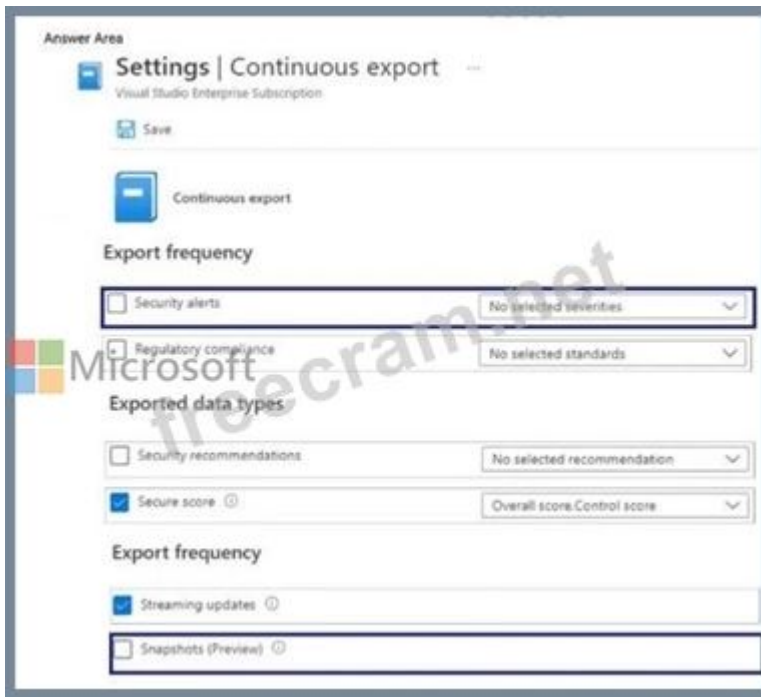 Answer Area
Settings | Continuous export ...
Visual Studio Enterprise Subscription
Save
Continuous export
Export frequency
Security alerts No selected severities
Regulatory compliance No selected standards
Microsoft
freecram.net
Exported data types
Security recommendations No selected recommendation
Secure score Overall score.Control score
Export frequency
Streaming updates
Snapshots (Preview)